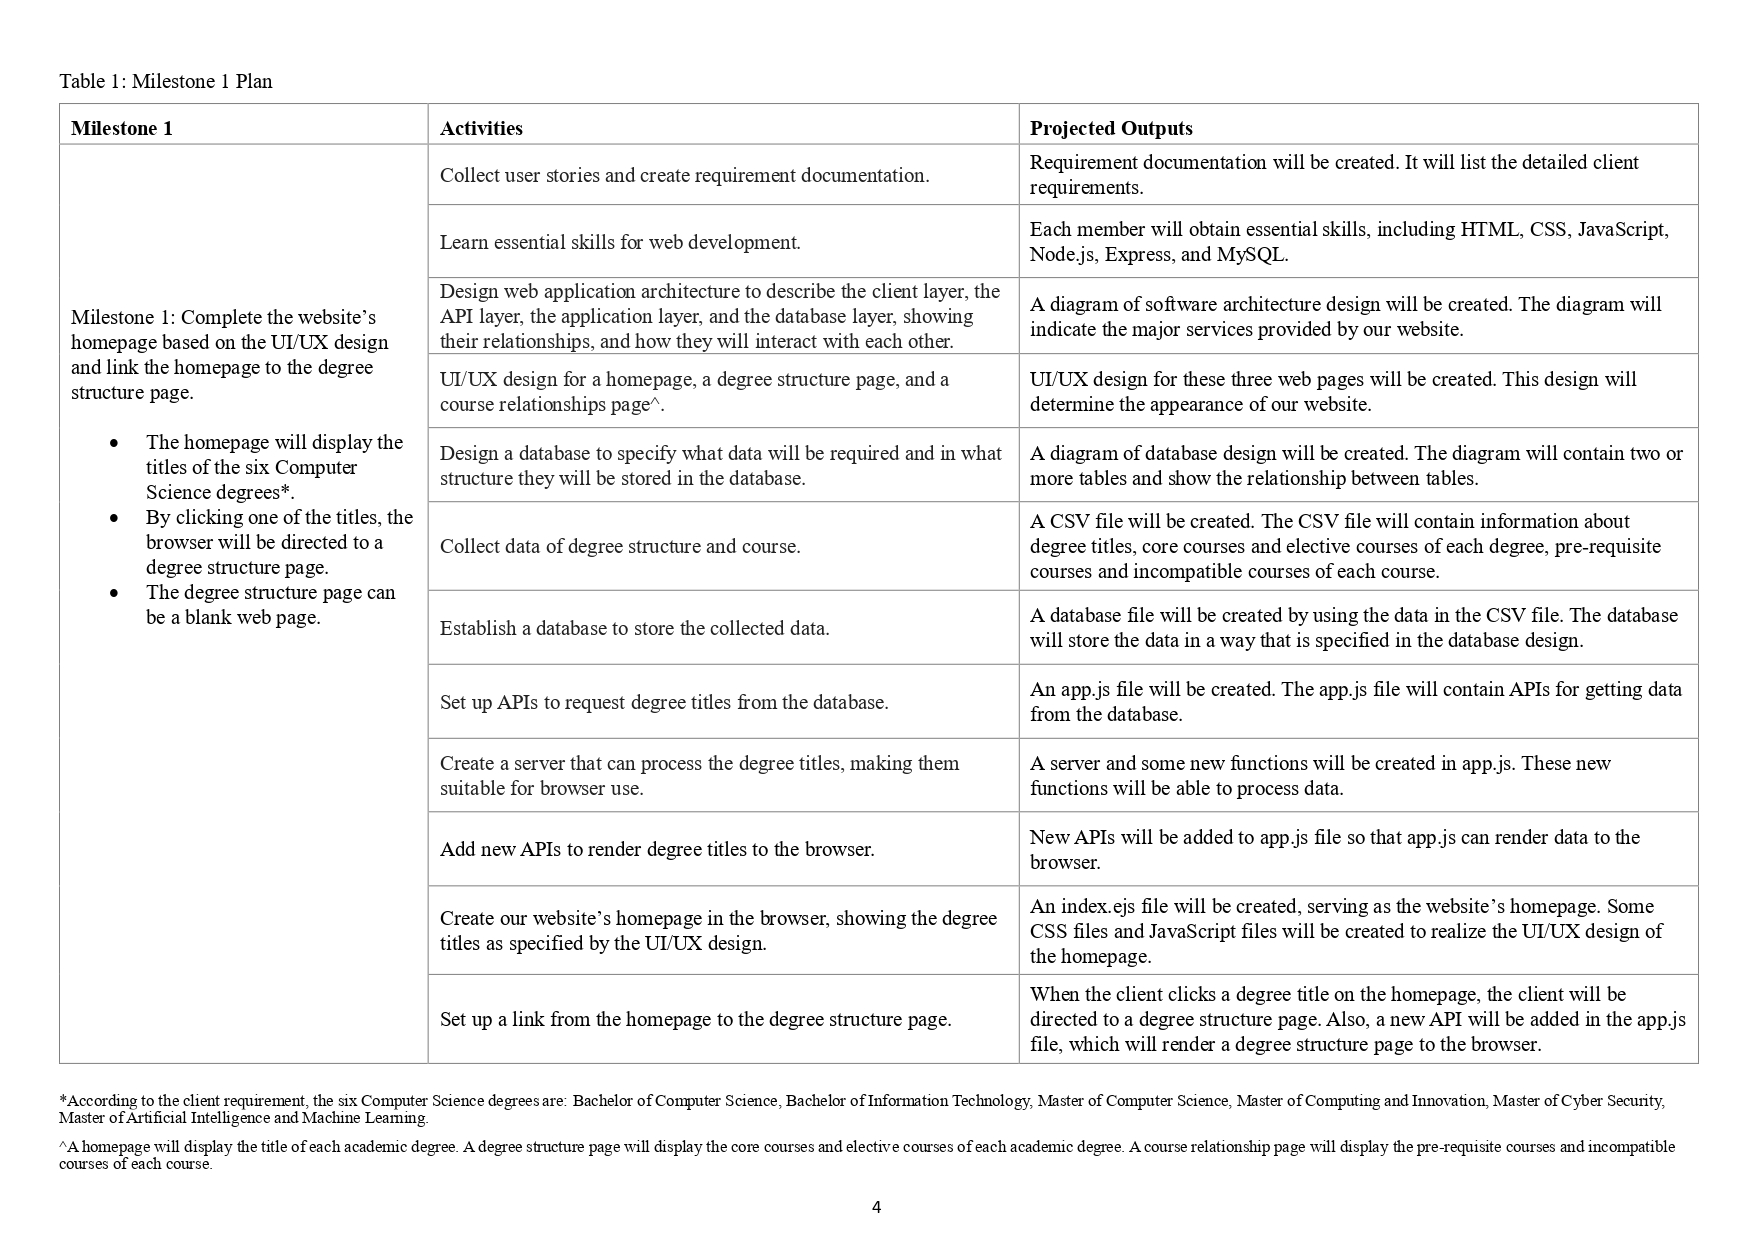 Table 1: Milestone 1 Plan
Milestone 1
Activities
Projected Outputs
Milestone 1: Complete the website’s
homepage based on the UI/UX design
and link the homepage to the degree
structure page.
• The homepage will display the
titles of the six Computer
Science degrees*.
• By clicking one of the titles, the
browser will be directed to a
degree structure page.
• The degree structure page can
be a blank web page.
Collect user stories and create requirement documentation.
Requirement documentation will be created. It will list the detailed client
requirements.
Learn essential skills for web development.
Each member will obtain essential skills, including HTML, CSS, JavaScript,
Node.js, Express, and MySQL.
Design web application architecture to describe the client layer, the
API layer, the application layer, and the database layer, showing
their relationships, and how they will interact with each other.
A diagram of software architecture design will be created. The diagram will
indicate the major services provided by our website.
UI/UX design for a homepage, a degree structure page, and a
course relationships page^.
UI/UX design for these three web pages will be created. This design will
determine the appearance of our website.
Design a database to specify what data will be required and in what
structure they will be stored in the database.
A diagram of database design will be created. The diagram will contain two or
more tables and show the relationship between tables.
Collect data of degree structure and course.
A CSV file will be created. The CSV file will contain information about
degree titles, core courses and elective courses of each degree, pre-requisite
courses and incompatible courses of each course.
Establish a database to store the collected data.
A database file will be created by using the data in the CSV file. The database
will store the data in a way that is specified in the database design.
Set up APIs to request degree titles from the database.
An app.js file will be created. The app.js file will contain APIs for getting data
from the database.
Create a server that can process the degree titles, making them
suitable for browser use.
A server and some new functions will be created in app.js. These new
functions will be able to process data.
Add new APIs to render degree titles to the browser.
New APIs will be added to app.js file so that app.js can render data to the
browser.
Create our website’s homepage in the browser, showing the degree
titles as specified by the UI/UX design.
An index.ejs file will be created, serving as the website’s homepage. Some
CSS files and JavaScript files will be created to realize the UI/UX design of
the homepage.
Set up a link from the homepage to the degree structure page.
When the client clicks a degree title on the homepage, the client will be
directed to a degree structure page. Also, a new API will be added in the app.js
file, which will render a degree structure page to the browser.
*According to the client requirement, the six Computer Science degrees are: Bachelor of Computer Science, Bachelor of Information Technology, Master of Computer Science, Master of Computing and Innovation, Master of Cyber Security,
Master of Artificial Intelligence and Machine Learning.
^A homepage will display the title of each academic degree. A degree structure page will display the core courses and elective courses of each academic degree. A course relationship page will display the pre-requisite courses and incompatible
courses of each course.
4